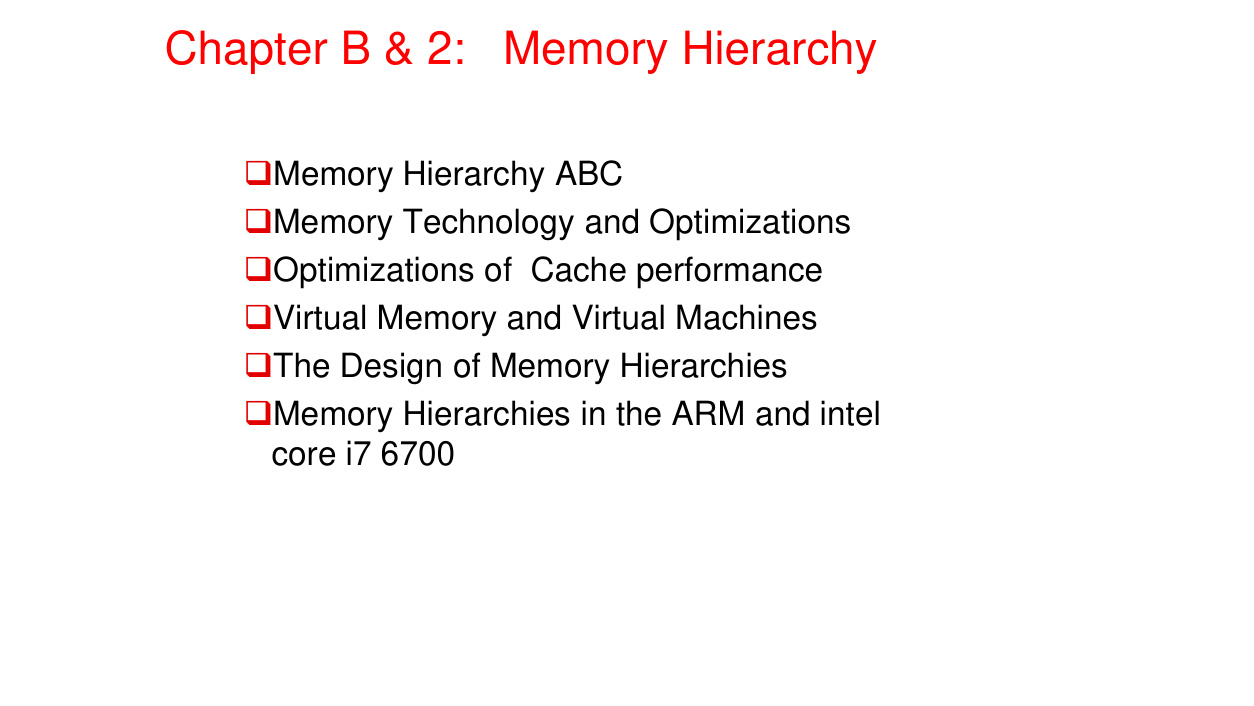 Chapter B & 2: Memory Hierarchy
❑Memory Hierarchy ABC
❑Memory Technology and Optimizations
❑Optimizations of Cache performance
❑Virtual Memory and Virtual Machines
❑The Design of Memory Hierarchies
❑Memory Hierarchies in the ARM and intel
core i7 6700